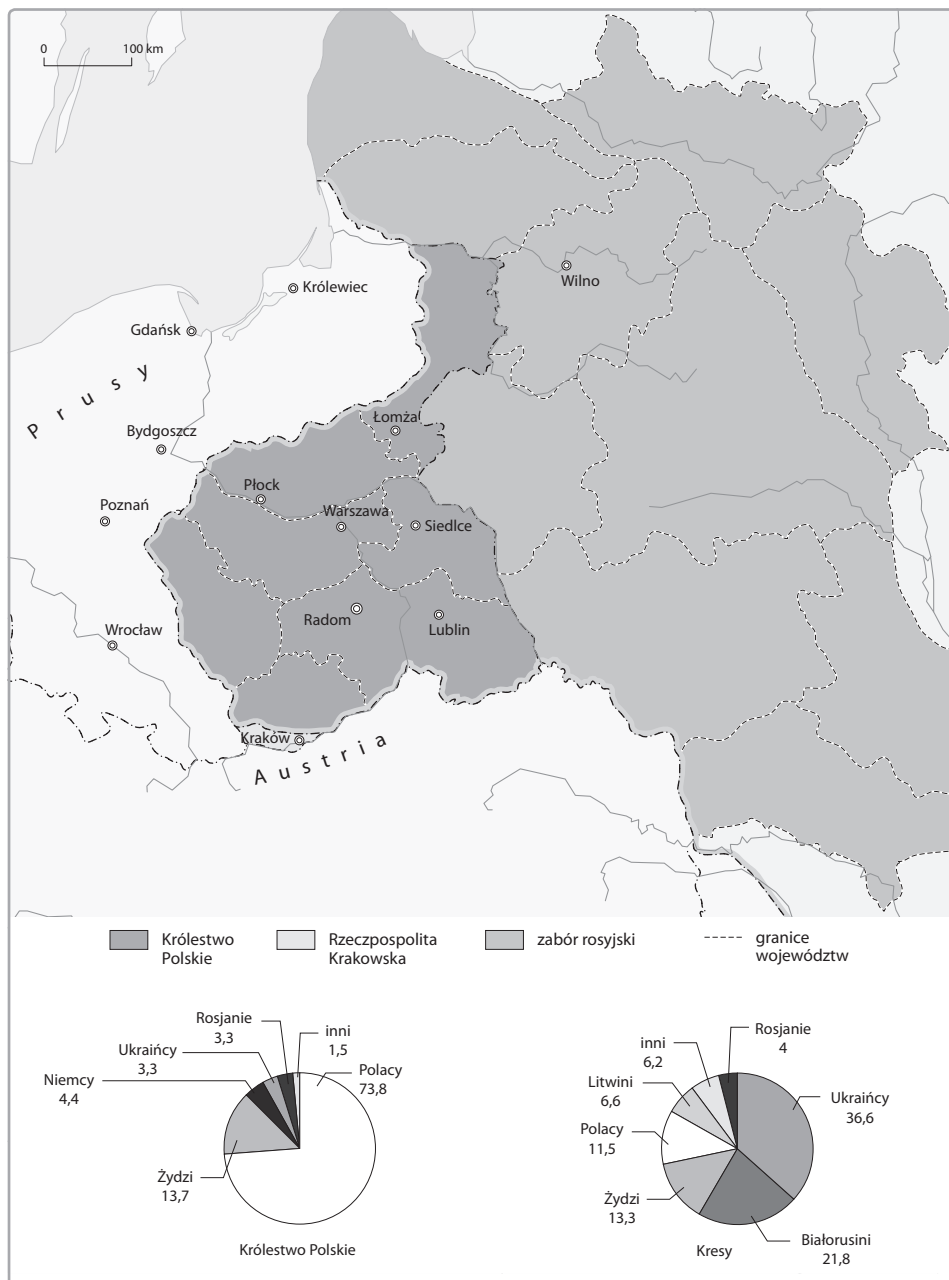 0 100 km
Wilno
Królewiec
Gdańsk
Prusy
Łomża
Bydgoszcz
Płock
Poznań
Warszawa
Siedlce
Radom
Lublin
Wrocław
Kraków
Austria
Królestwo
Polskie
Rzeczpospolita
Krakowska
zabór rosyjski
granice
województw
Rosjanie
3,3
inni
1,5
Ukraińcy
3,3
Polacy
73,8
Niemcy
4,4
Żydzi
13,7
Królestwo Polskie
Rosjanie
4
inni
6,2
Litwini
6,6
Ukraińcy
36,6
Polacy
11,5
Żydzi
13,3
Białorusini
21,8
Kresy